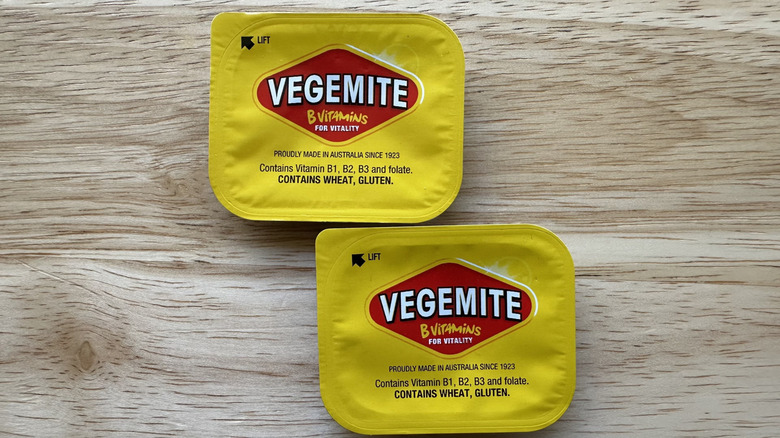 LIFT
VEGEMITE
B VITAMINS
FOR VITALITY
PROUDLY MADE IN AUSTRALIA SINCE 1923
Contains Vitamin B1, B2, B3 and folate.
CONTAINS WHEAT, GLUTEN.
LIFT
VEGEMITE
B VITAMINS
FOR VITALITY
PROUDLY MADE IN AUSTRALIA SINCE 1923
Contains Vitamin B1, B2, B3 and folate.
CONTAINS WHEAT, GLUTEN.